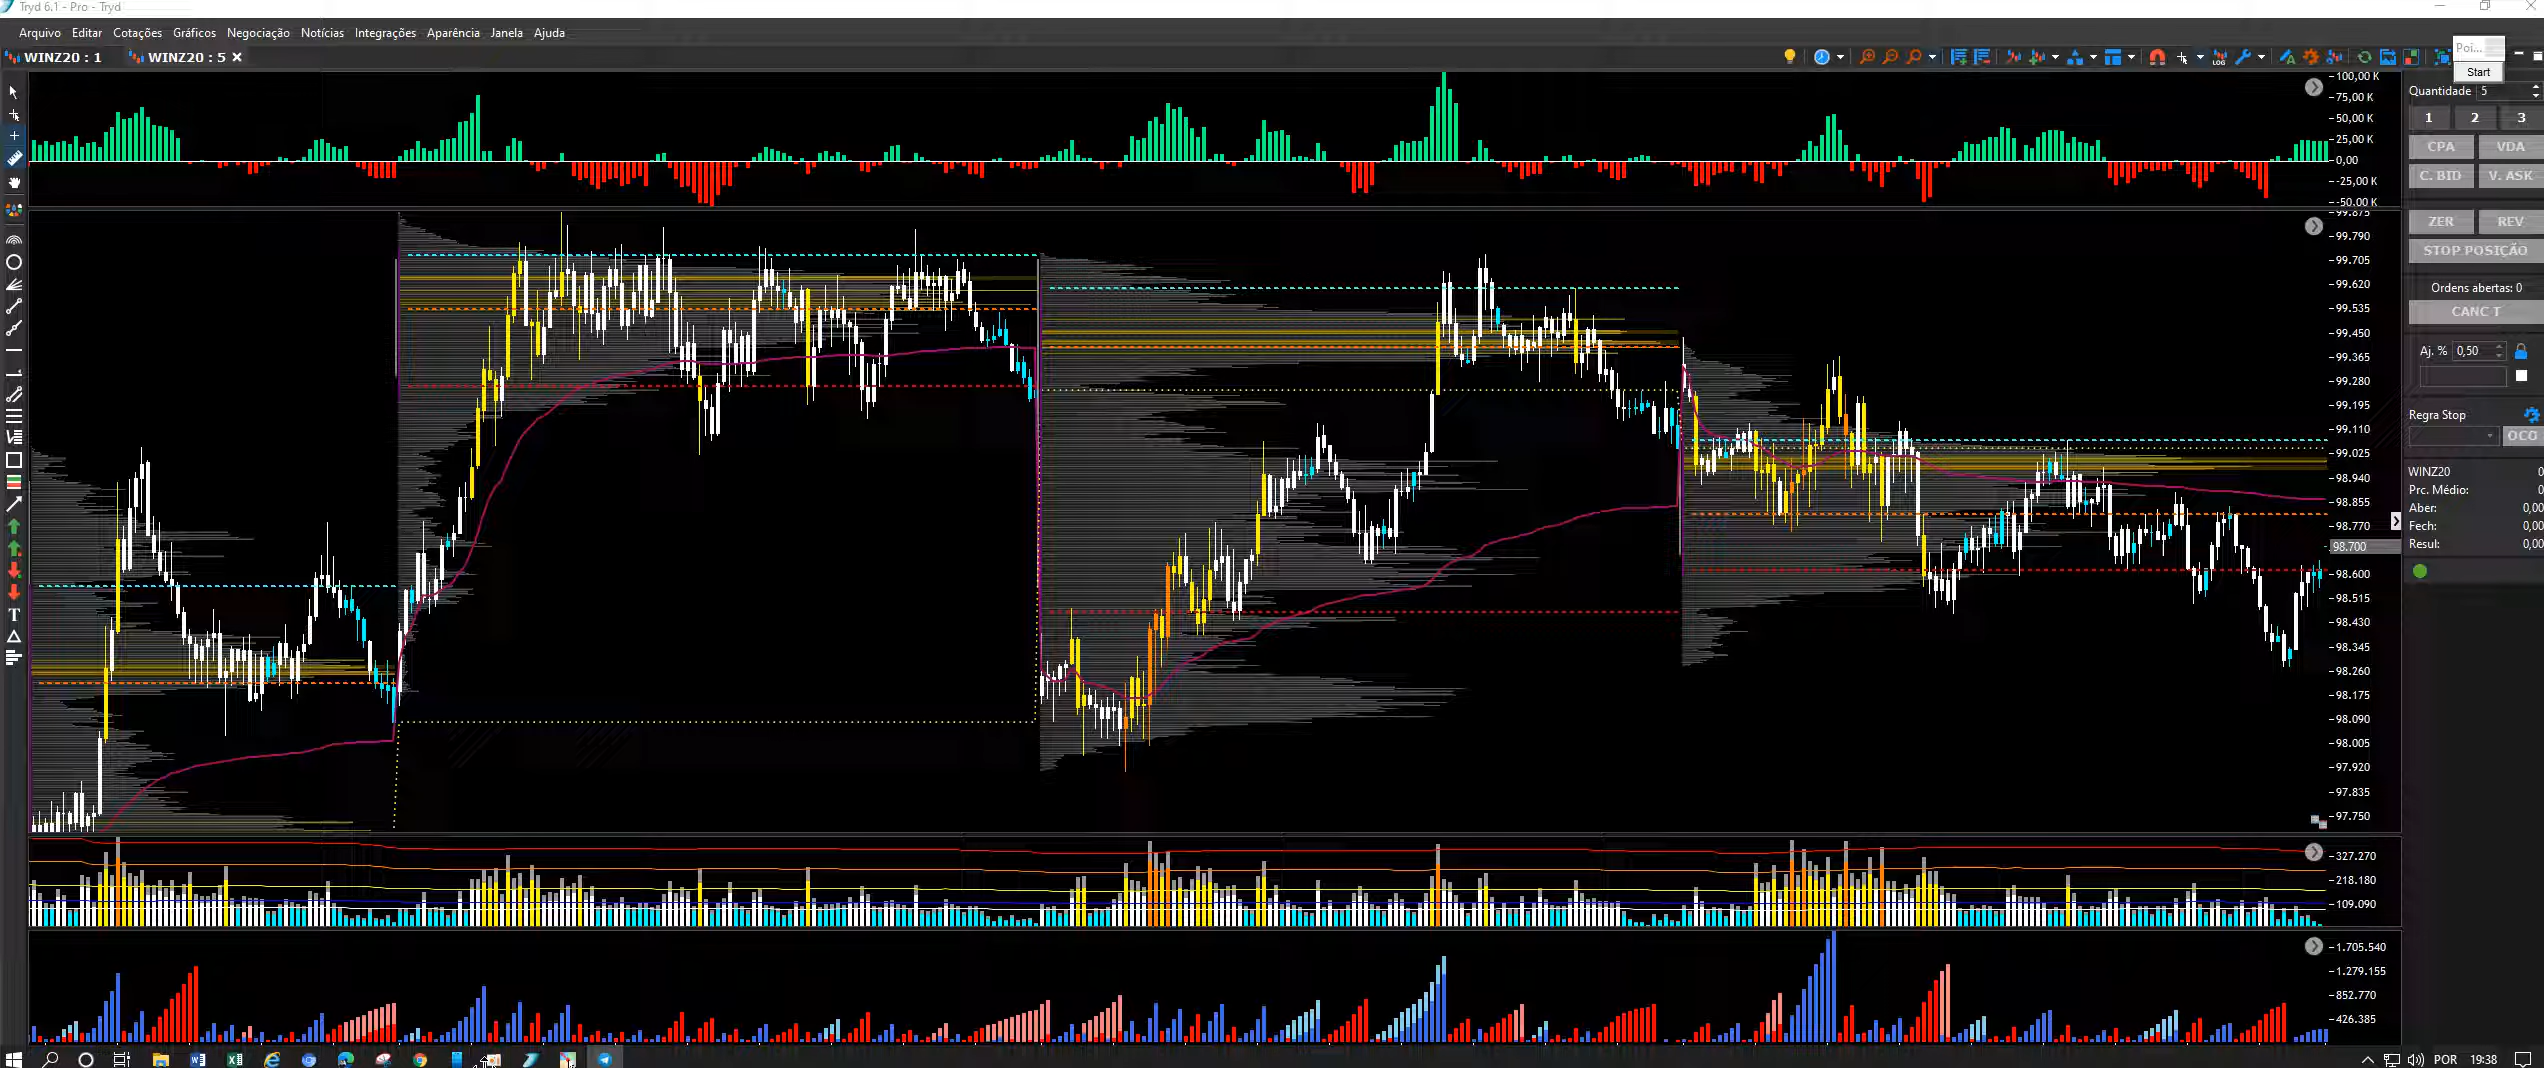 Tryd 6.1 - Pro - Tryd
Arquivo Editar Cotações Gráficos Negociação Notícias Integrações Aparência Janela Ajuda
WINZ20 : 1 WINZ20 : 5
Poi...
Start
LOG
100,00 K
75,00 K
50,00 K
25,00 K
0,00
-25,00 K
-50,00 K
99.875
99.790
99.705
99.620
99.535
99.450
99.365
99.280
99.195
99.110
99.025
98.940
98.855
98.770
98.700
98.600
98.515
98.430
98.345
98.260
98.175
98.090
98.005
97.920
97.835
97.750
327.270
218.180
109.090
1.705.540
1.279.155
852.770
426.385
Quantidade 5
1 2 3
CPA VDA
C. BID V. ASK
ZER REV
STOP POSIÇÃO
Ordens abertas: 0
CANC T
Aj. % 0,50
Regra Stop
OCO
WINZ20 0
Prc. Médio: 0
Aber: 0,00
Fech: 0,00
Resul: 0,00
POR 19:38